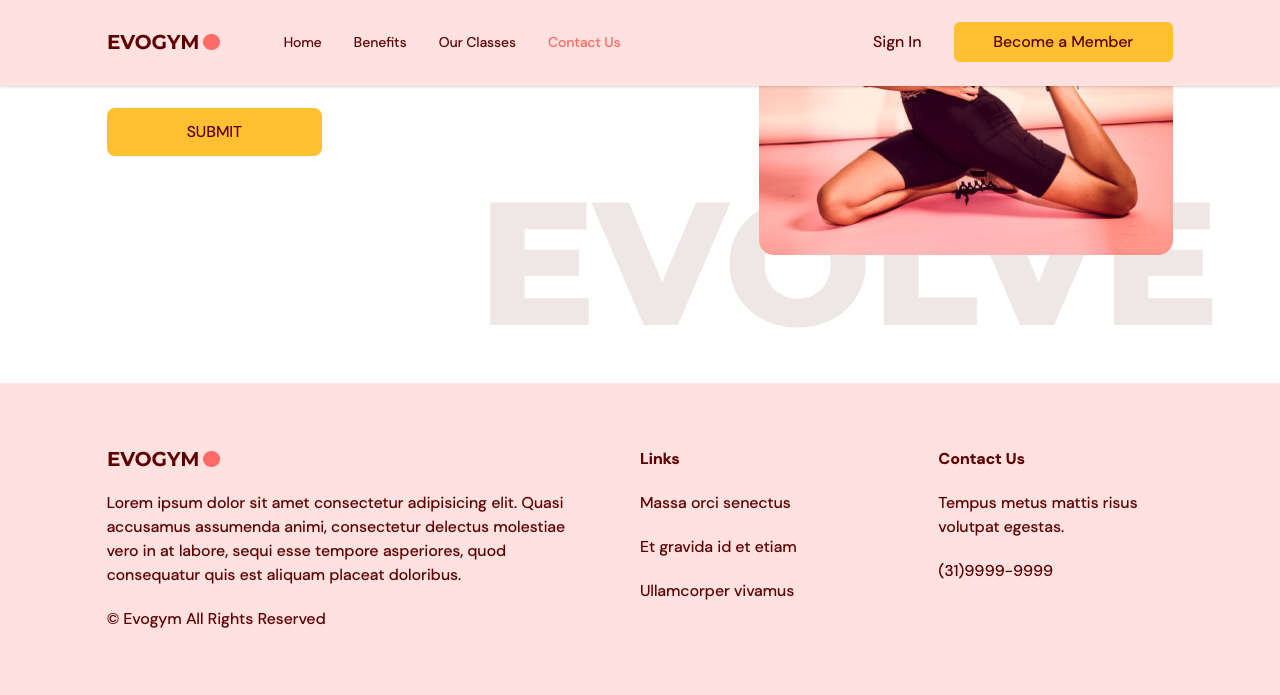 EVOGYM
Home
Benefits
Our Classes
Contact Us
Sign In
Become a Member
SUBMIT
EVOLVE
EVOGYM
Lorem ipsum dolor sit amet consectetur adipisicing elit. Quasi
accusamus assumenda animi, consectetur delectus molestiae
vero in at labore, sequi esse tempore asperiores, quod
consequatur quis est aliquam placeat doloribus.
© Evogym All Rights Reserved
Links
Massa orci senectus
Et gravida id et etiam
Ullamcorper vivamus
Contact Us
Tempus metus mattis risus
volutpat egestas.
(31)9999-9999